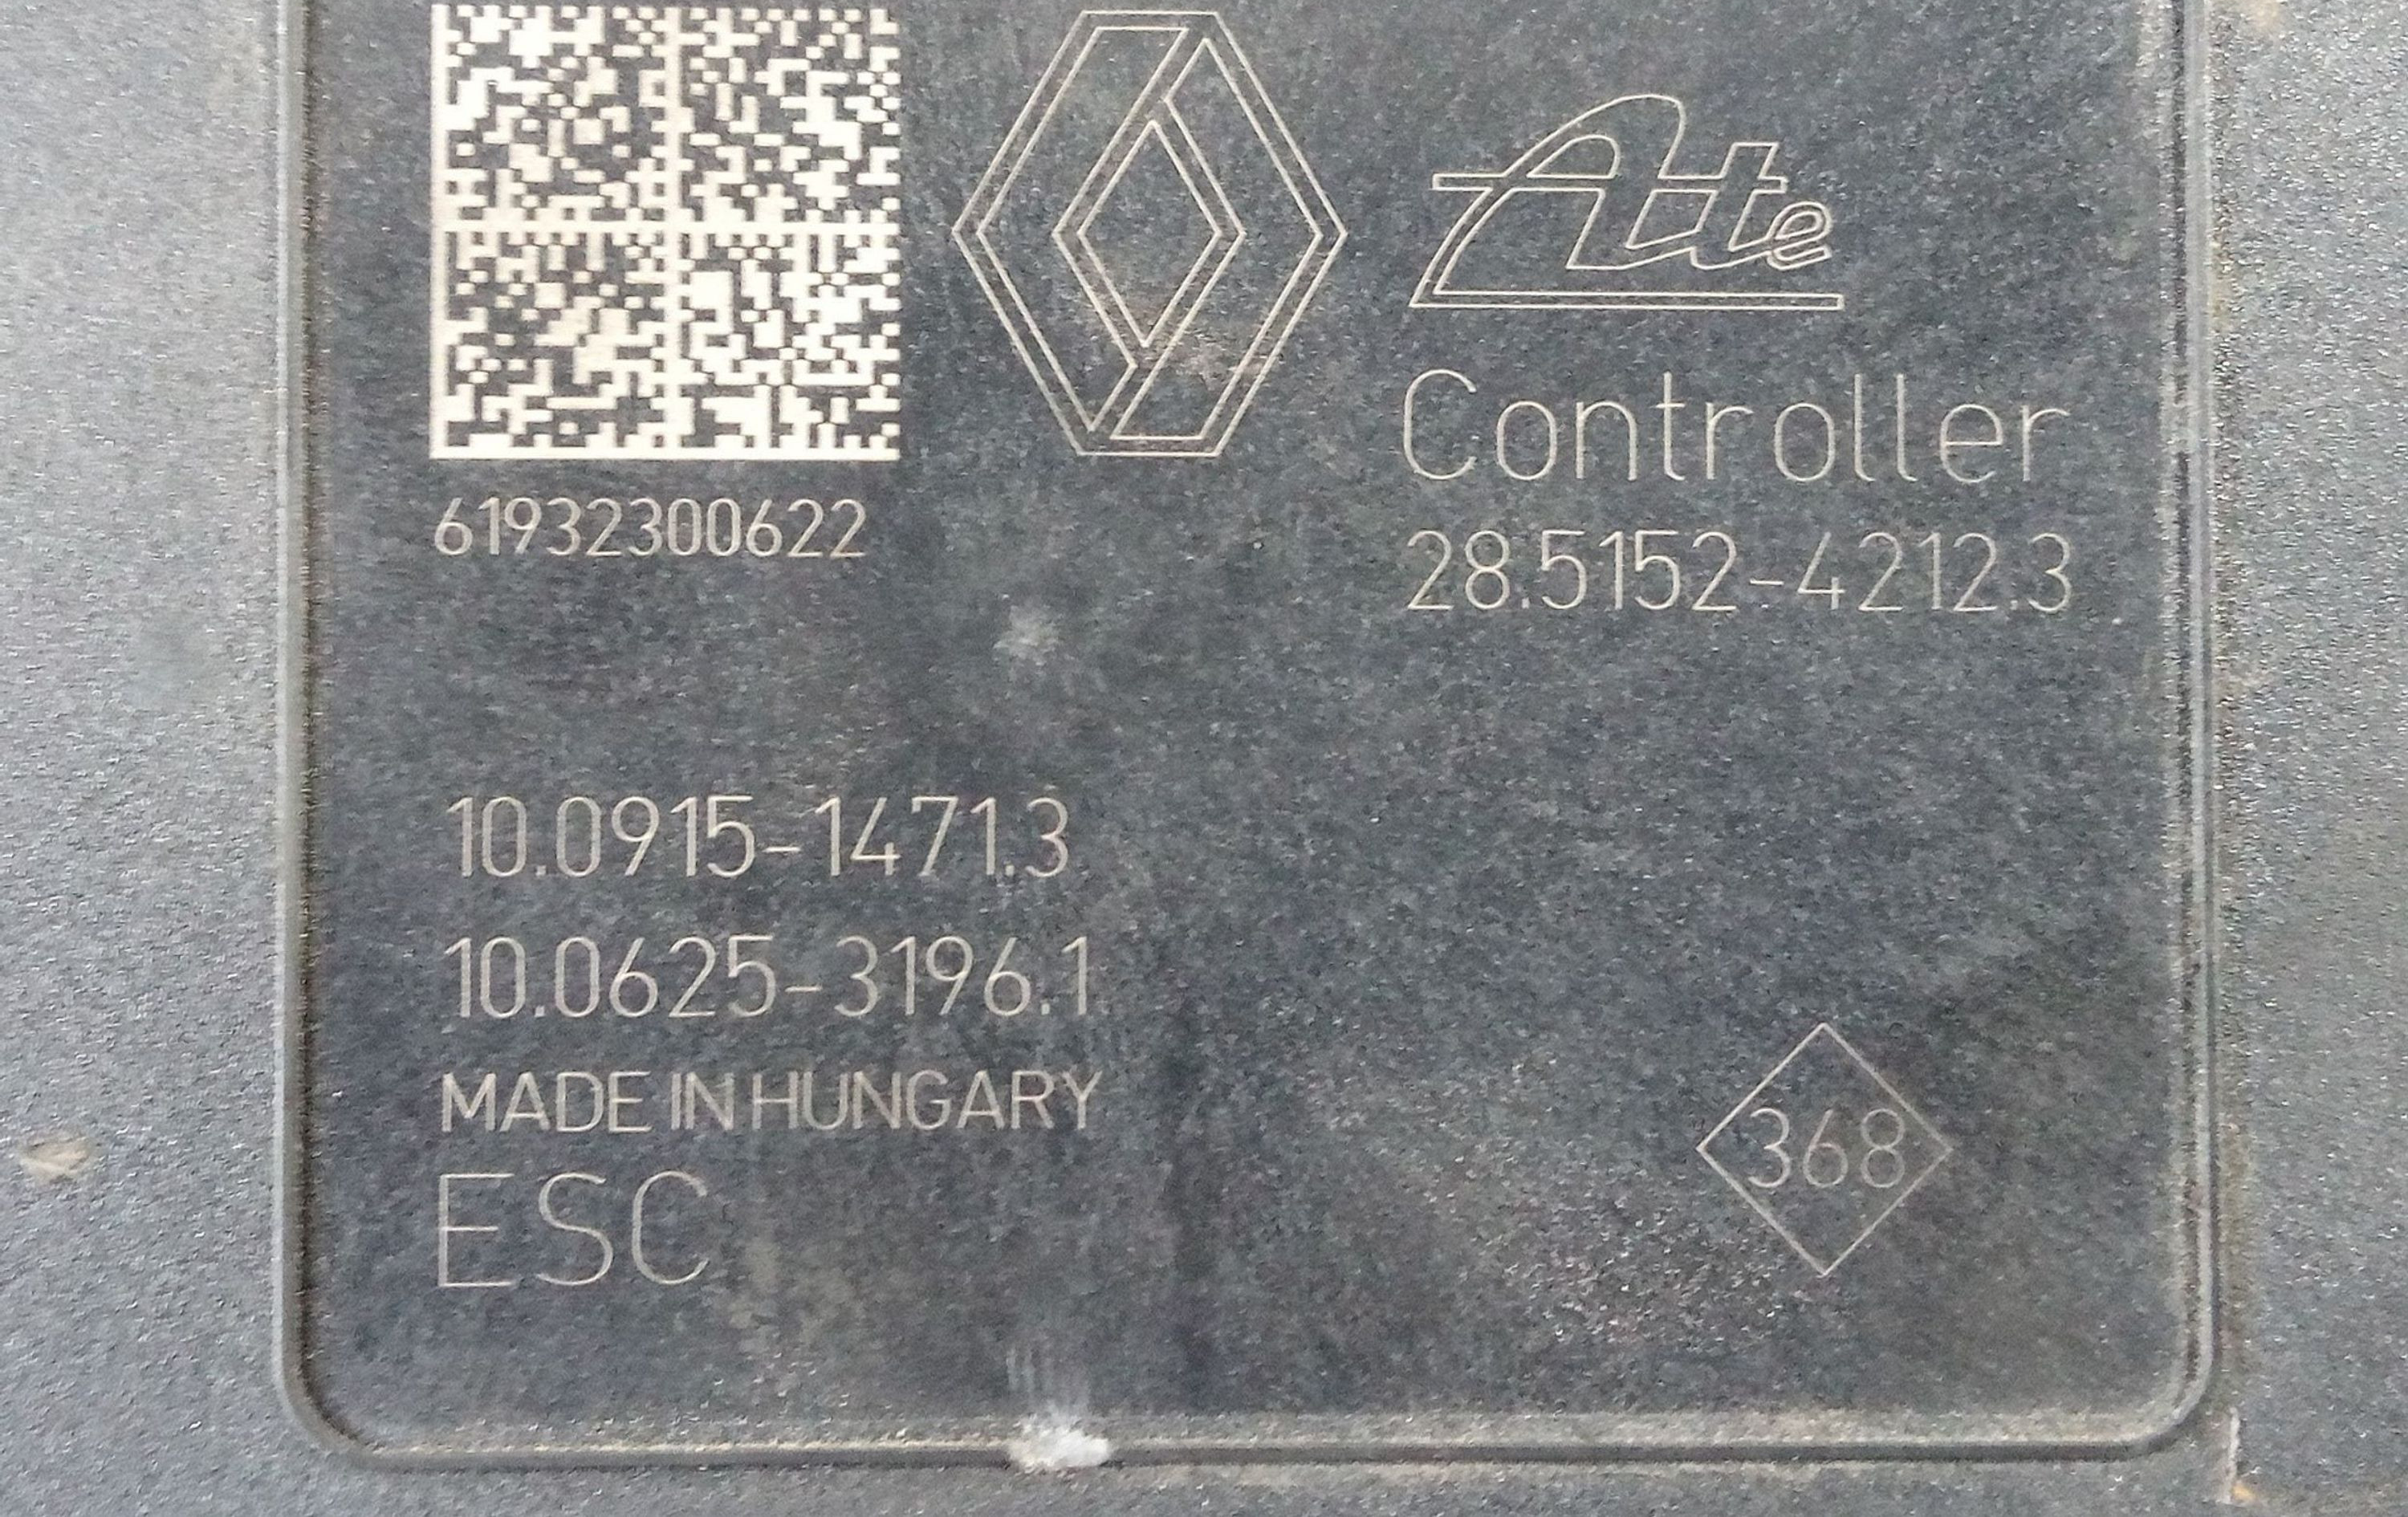 Ate
Controller
61932300622
28.5152-4212.3
10.0915-1471.3
10.0625-3196.1
MADE IN HUNGARY
368
ESC